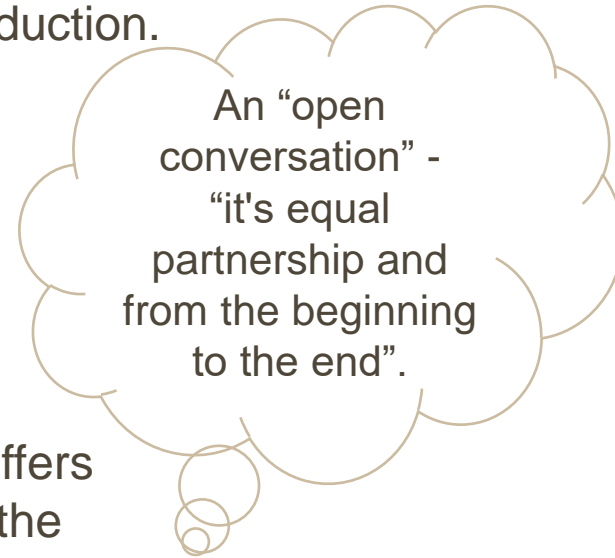 duction.
An “open
conversation” -
“it's equal
partnership and
from the beginning
to the end”.
ffers
the